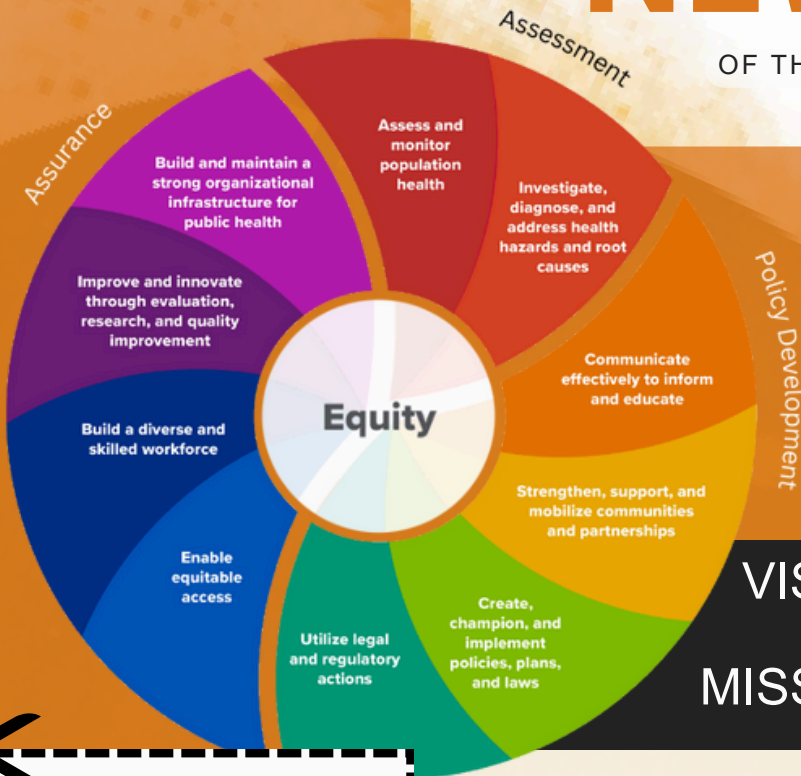 OF TH
Assessment
Assurance
Policy Development
Assess and
monitor
population
health
Investigate,
diagnose, and
address health
hazards and root
causes
Communicate
effectively to inform
and educate
Strengthen, support, and
mobilize communities
and partnerships
Create,
champion, and
implement
policies, plans,
and laws
Utilize legal
and regulatory
actions
Enable
equitable
access
Build a diverse and
skilled workforce
Improve and innovate
through evaluation,
research, and quality
improvement
Build and maintain a
strong organizational
infrastructure for
public health
Equity
VIS
MISS